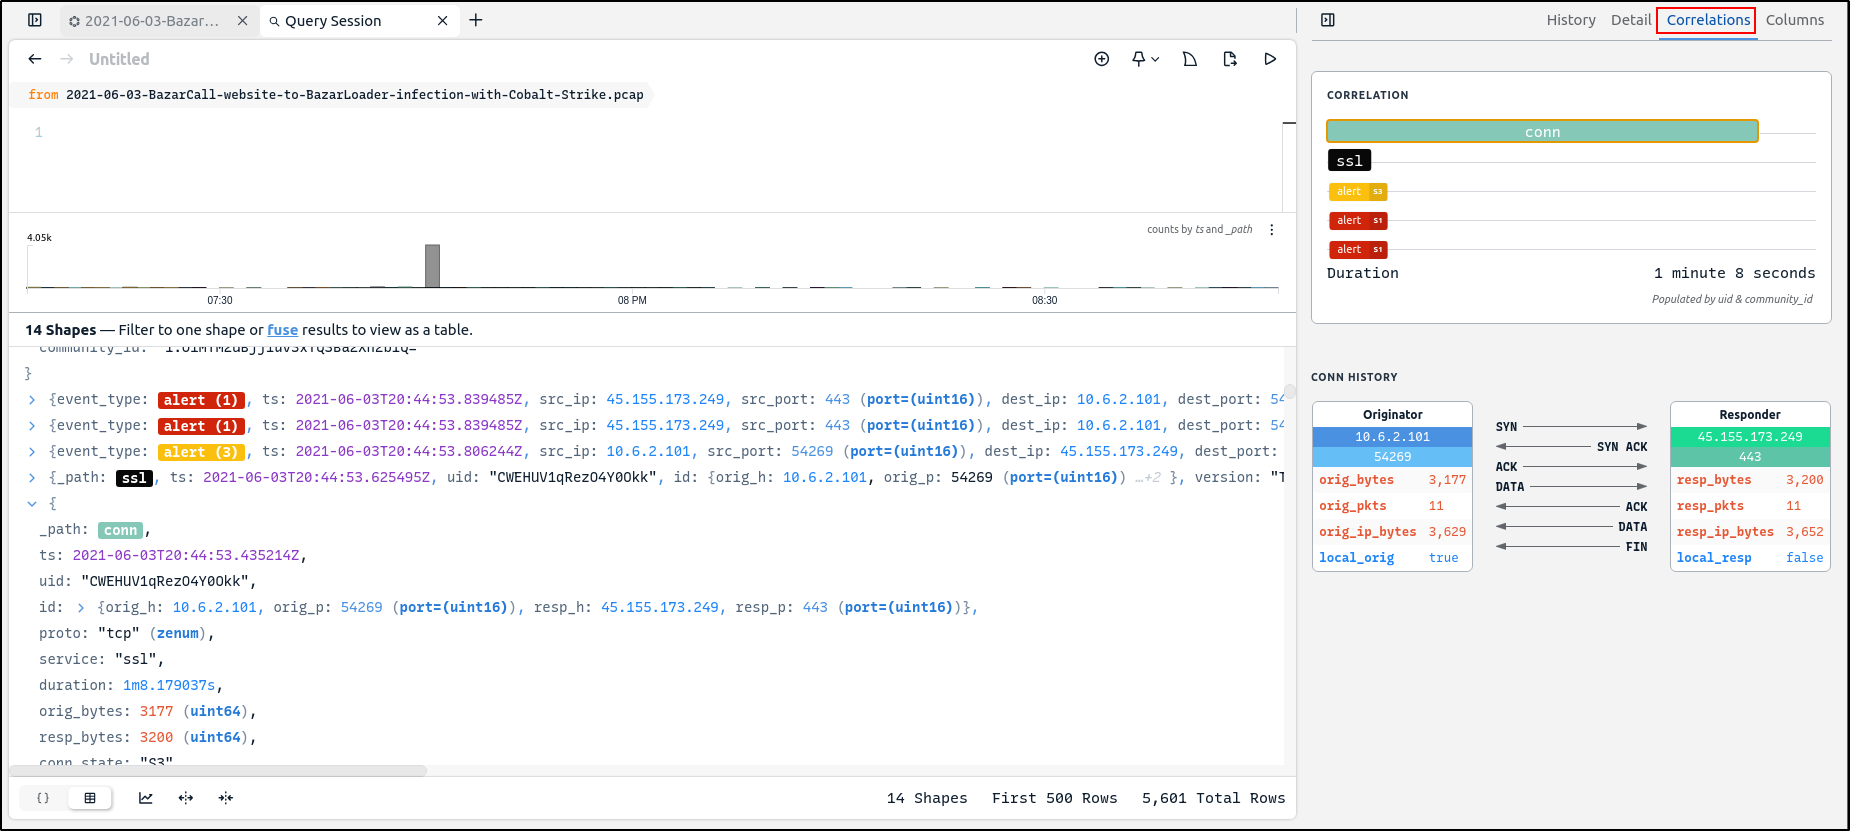 2021-06-03-Bazar...
Query Session
History
Detail
Correlations
Columns
Untitled
from 2021-06-03-BazarCall-website-to-BazarLoader-infection-with-Cobalt-Strike.pcap
1
counts by ts and _path
4.05k
07:30
08 PM
08:30
14 Shapes — Filter to one shape or fuse results to view as a table.
community_id:
}
{event_type: alert (1), ts: 2021-06-03T20:44:53.839485Z, src_ip: 45.155.173.249, src_port: 443 (port=(uint16)), dest_ip: 10.6.2.101, dest_port: 54
{event_type: alert (1), ts: 2021-06-03T20:44:53.839485Z, src_ip: 45.155.173.249, src_port: 443 (port=(uint16)), dest_ip: 10.6.2.101, dest_port: 54
{event_type: alert (3), ts: 2021-06-03T20:44:53.806244Z, src_ip: 10.6.2.101, src_port: 54269 (port=(uint16)), dest_ip: 45.155.173.249, dest_port:
{_path: ssl, ts: 2021-06-03T20:44:53.625495Z, uid: "CWEHUV1qRezO4Y0Okk", id: {orig_h: 10.6.2.101, orig_p: 54269 (port=(uint16)) …+2 }, version: "T
{
_path: conn,
ts: 2021-06-03T20:44:53.435214Z,
uid: "CWEHUV1qRezO4Y0Okk",
id: {orig_h: 10.6.2.101, orig_p: 54269 (port=(uint16)), resp_h: 45.155.173.249, resp_p: 443 (port=(uint16))},
proto: "tcp" (zenum),
service: "ssl",
duration: 1m8.179037s,
orig_bytes: 3177 (uint64),
resp_bytes: 3200 (uint64),
conn_state: "S3"
{}
14 Shapes
First 500 Rows
5,601 Total Rows
CORRELATION
conn
ssl
alert S3
alert S1
alert S1
Duration
1 minute 8 seconds
Populated by uid & community_id
CONN HISTORY
Originator
10.6.2.101
54269
orig_bytes 3,177
orig_pkts 11
orig_ip_bytes 3,629
local_orig true
SYN
SYN ACK
ACK
DATA
ACK
DATA
FIN
Responder
45.155.173.249
443
resp_bytes 3,200
resp_pkts 11
resp_ip_bytes 3,652
local_resp false